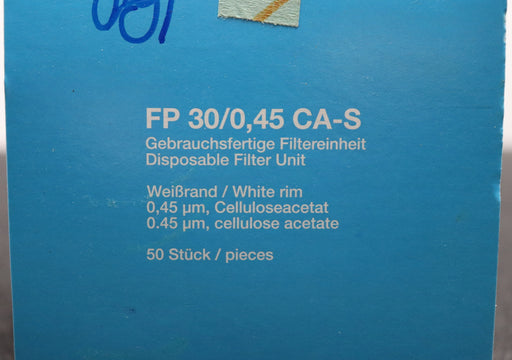 FP 30/0,45 CA-S
Gebrauchsfertige Filtereinheit
Disposable Filter Unit
Weißrand / White rim
0,45 µm, Celluloseacetat
0.45 µm, cellulose acetate
50 Stück / pieces